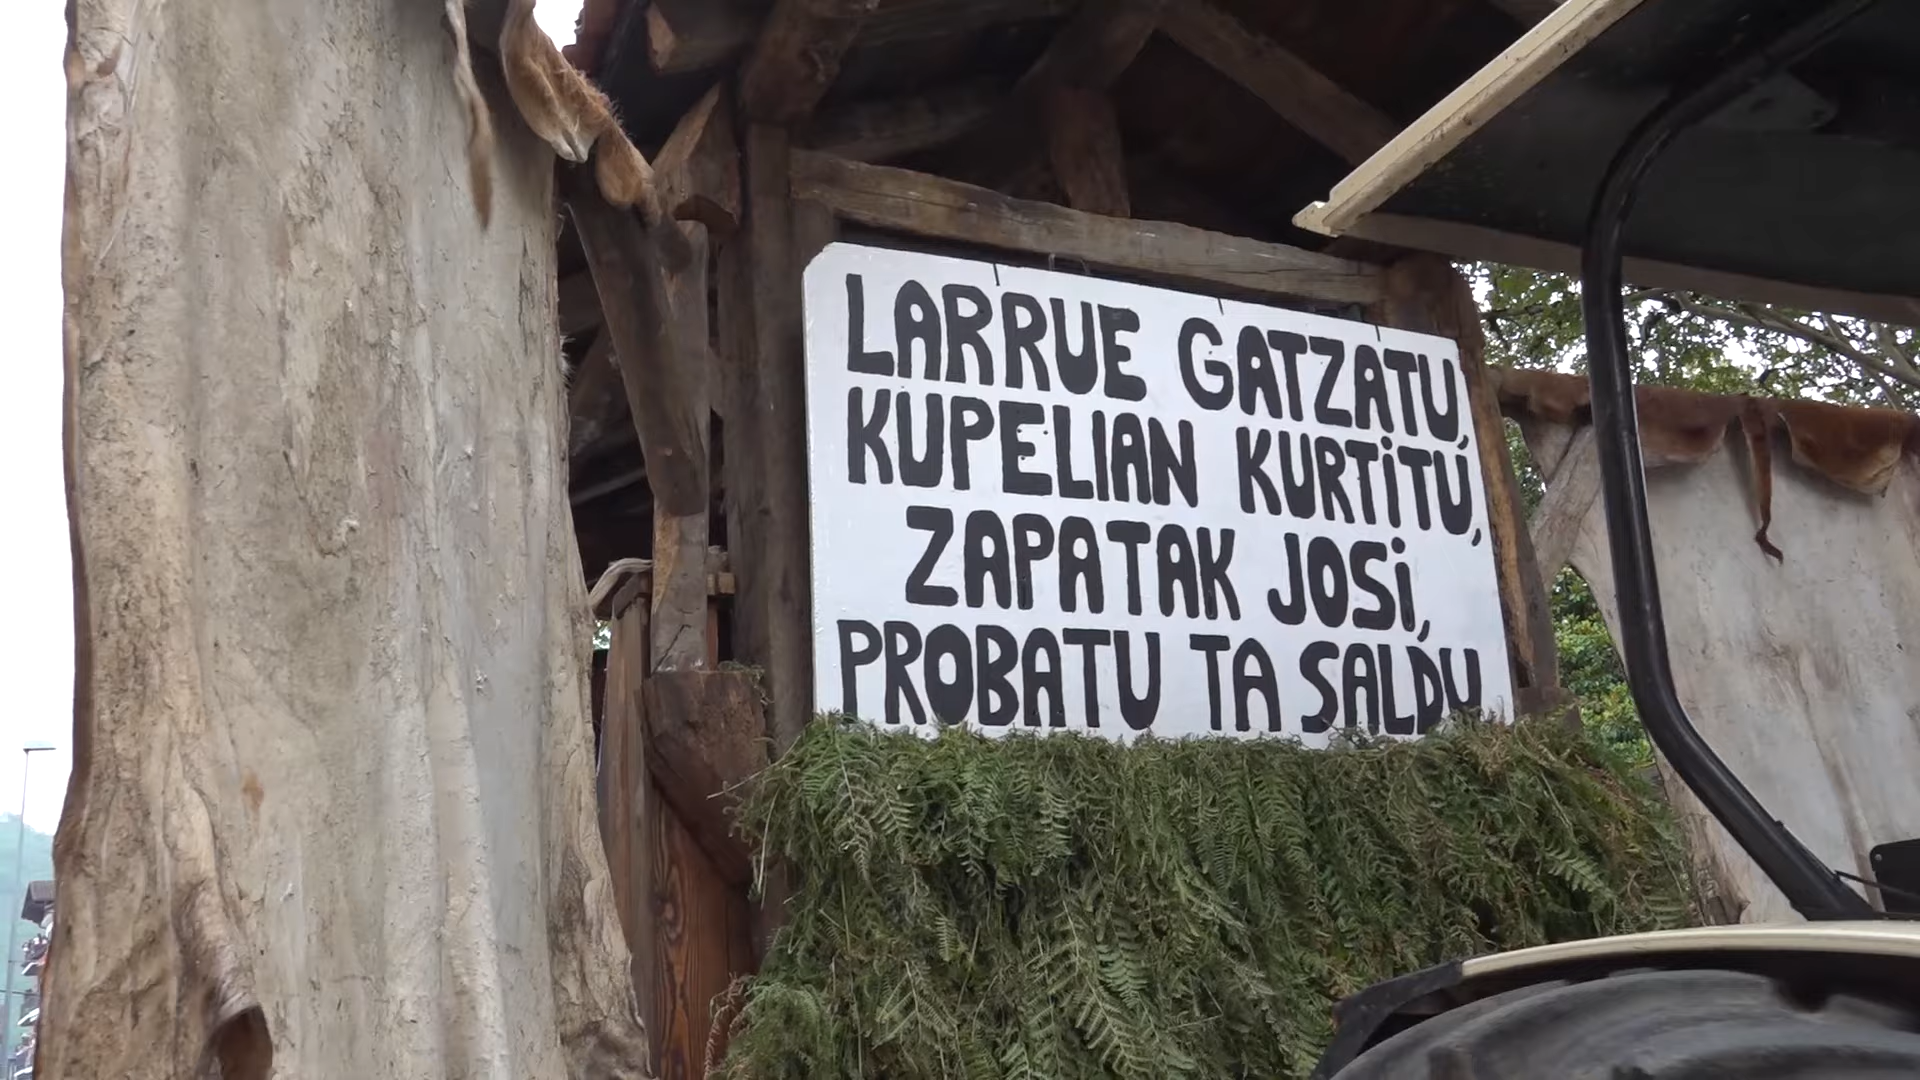 LARRUE GATZATU,
KUPELIAN KURTiTU,
ZAPATAK JOSi,
PROBATU TA SALDU